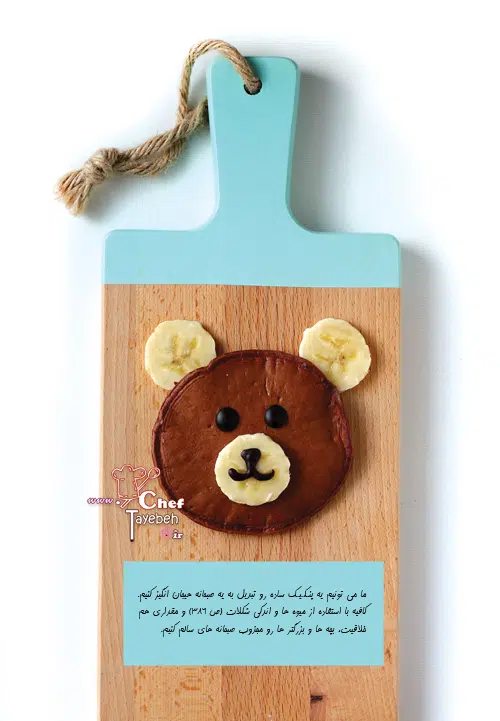 www.
Chef
Tayebeh
.ir
ما می تونیم یه پنکیک ساده رو تبدیل به یه صبحانه هیجان انگیز کنیم.
کافیه با استفاده از میوه ها و اندکی شکلات (ص ۳۸۶) و مقداری هم
خلاقیت، بچه ها و بزرگتر ها رو مجذوب صبحانه های سالم کنیم.